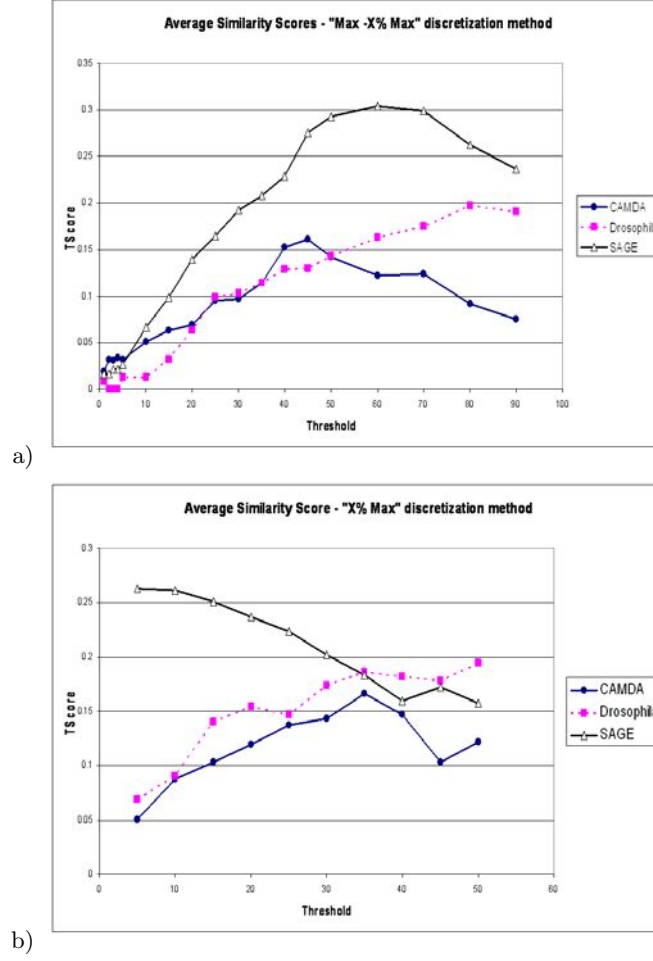 Average Similarity Scores - "Max -X% Max" discretization method
0.35
0.3
0.25
0.2
0.15
0.1
0.05
0
TScore
0 10 20 30 40 50 60 70 80 90 100
Threshold
CAMDA
Drosophila
SAGE
a)
Average Similarity Score - "X% Max" discretization method
0.3
0.25
0.2
0.15
0.1
0.05
0
TScore
0 10 20 30 40 50 60
Threshold
CAMDA
Drosophila
SAGE
b)